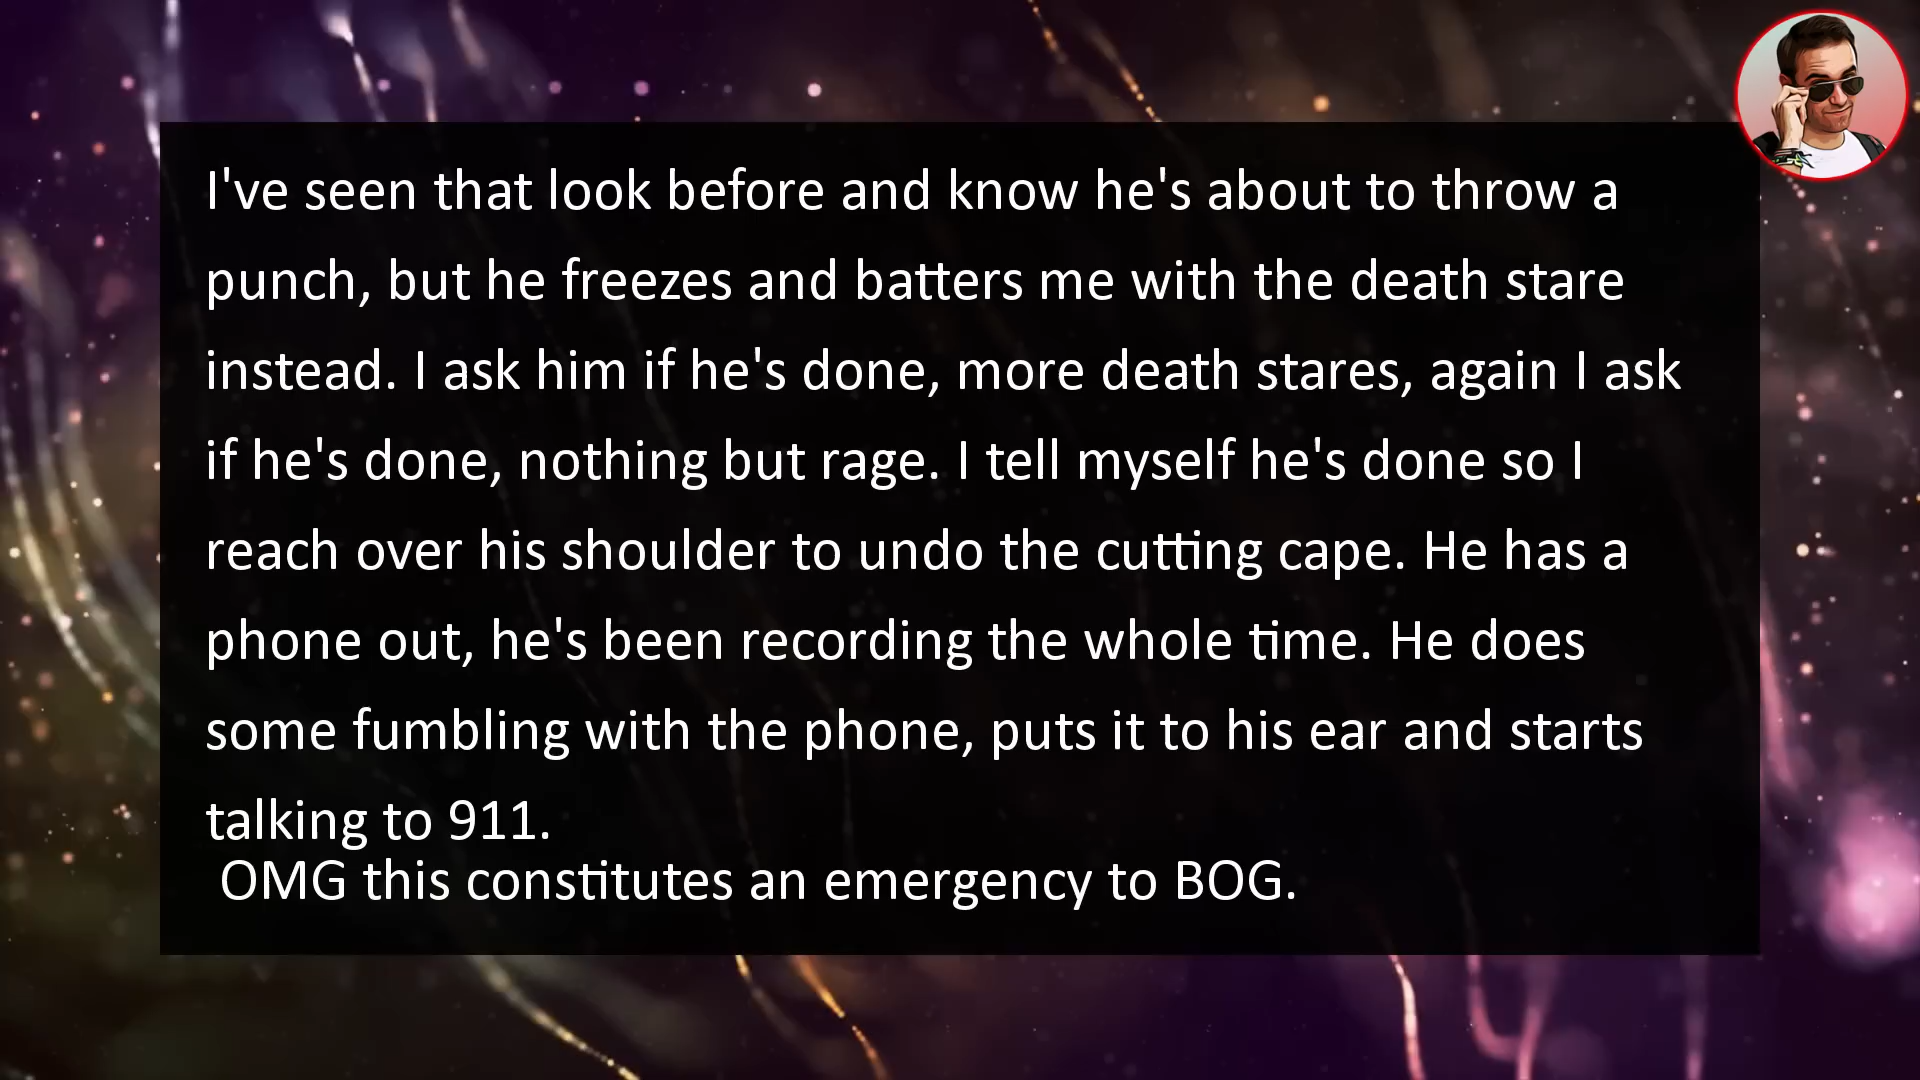 I've seen that look before and know he's about to throw a
punch, but he freezes and batters me with the death stare
instead. I ask him if he's done, more death stares, again I ask
if he's done, nothing but rage. I tell myself he's done so I
reach over his shoulder to undo the cutting cape. He has a
phone out, he's been recording the whole time. He does
some fumbling with the phone, puts it to his ear and starts
talking to 911.
OMG this constitutes an emergency to BOG.